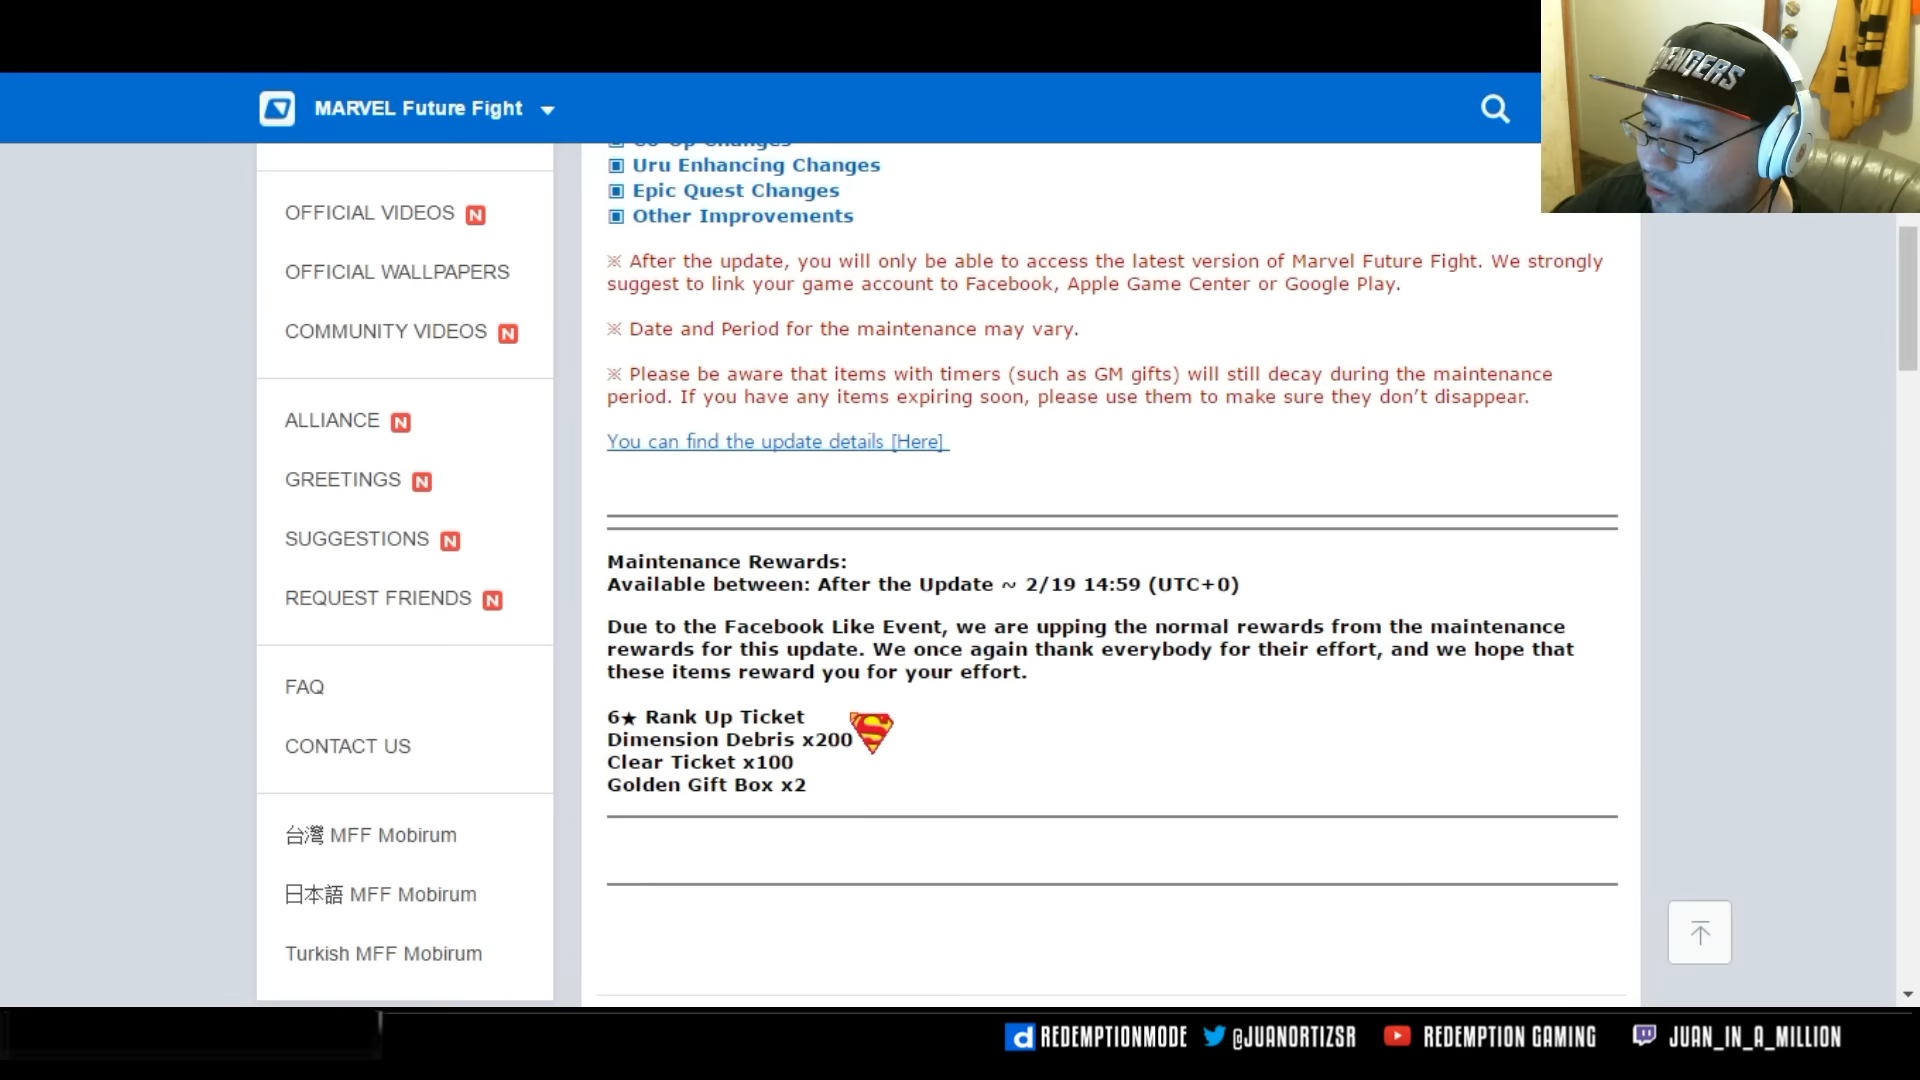 MARVEL Future Fight
OFFICIAL VIDEOS N
OFFICIAL WALLPAPERS
COMMUNITY VIDEOS N
ALLIANCE N
GREETINGS N
SUGGESTIONS N
REQUEST FRIENDS N
FAQ
CONTACT US
台灣 MFF Mobirum
日本語 MFF Mobirum
Turkish MFF Mobirum
▣ Co-Op Changes
▣ Uru Enhancing Changes
▣ Epic Quest Changes
▣ Other Improvements
※ After the update, you will only be able to access the latest version of Marvel Future Fight. We strongly
suggest to link your game account to Facebook, Apple Game Center or Google Play.
※ Date and Period for the maintenance may vary.
※ Please be aware that items with timers (such as GM gifts) will still decay during the maintenance
period. If you have any items expiring soon, please use them to make sure they don’t disappear.
You can find the update details [Here]
Maintenance Rewards:
Available between: After the Update ~ 2/19 14:59 (UTC+0)
Due to the Facebook Like Event, we are upping the normal rewards from the maintenance
rewards for this update. We once again thank everybody for their effort, and we hope that
these items reward you for your effort.
6★ Rank Up Ticket
Dimension Debris x200
Clear Ticket x100
Golden Gift Box x2
AVENGERS
d REDEMPTIONMODE @JUANORTIZSR REDEMPTION GAMING JUAN_IN_A_MILLION